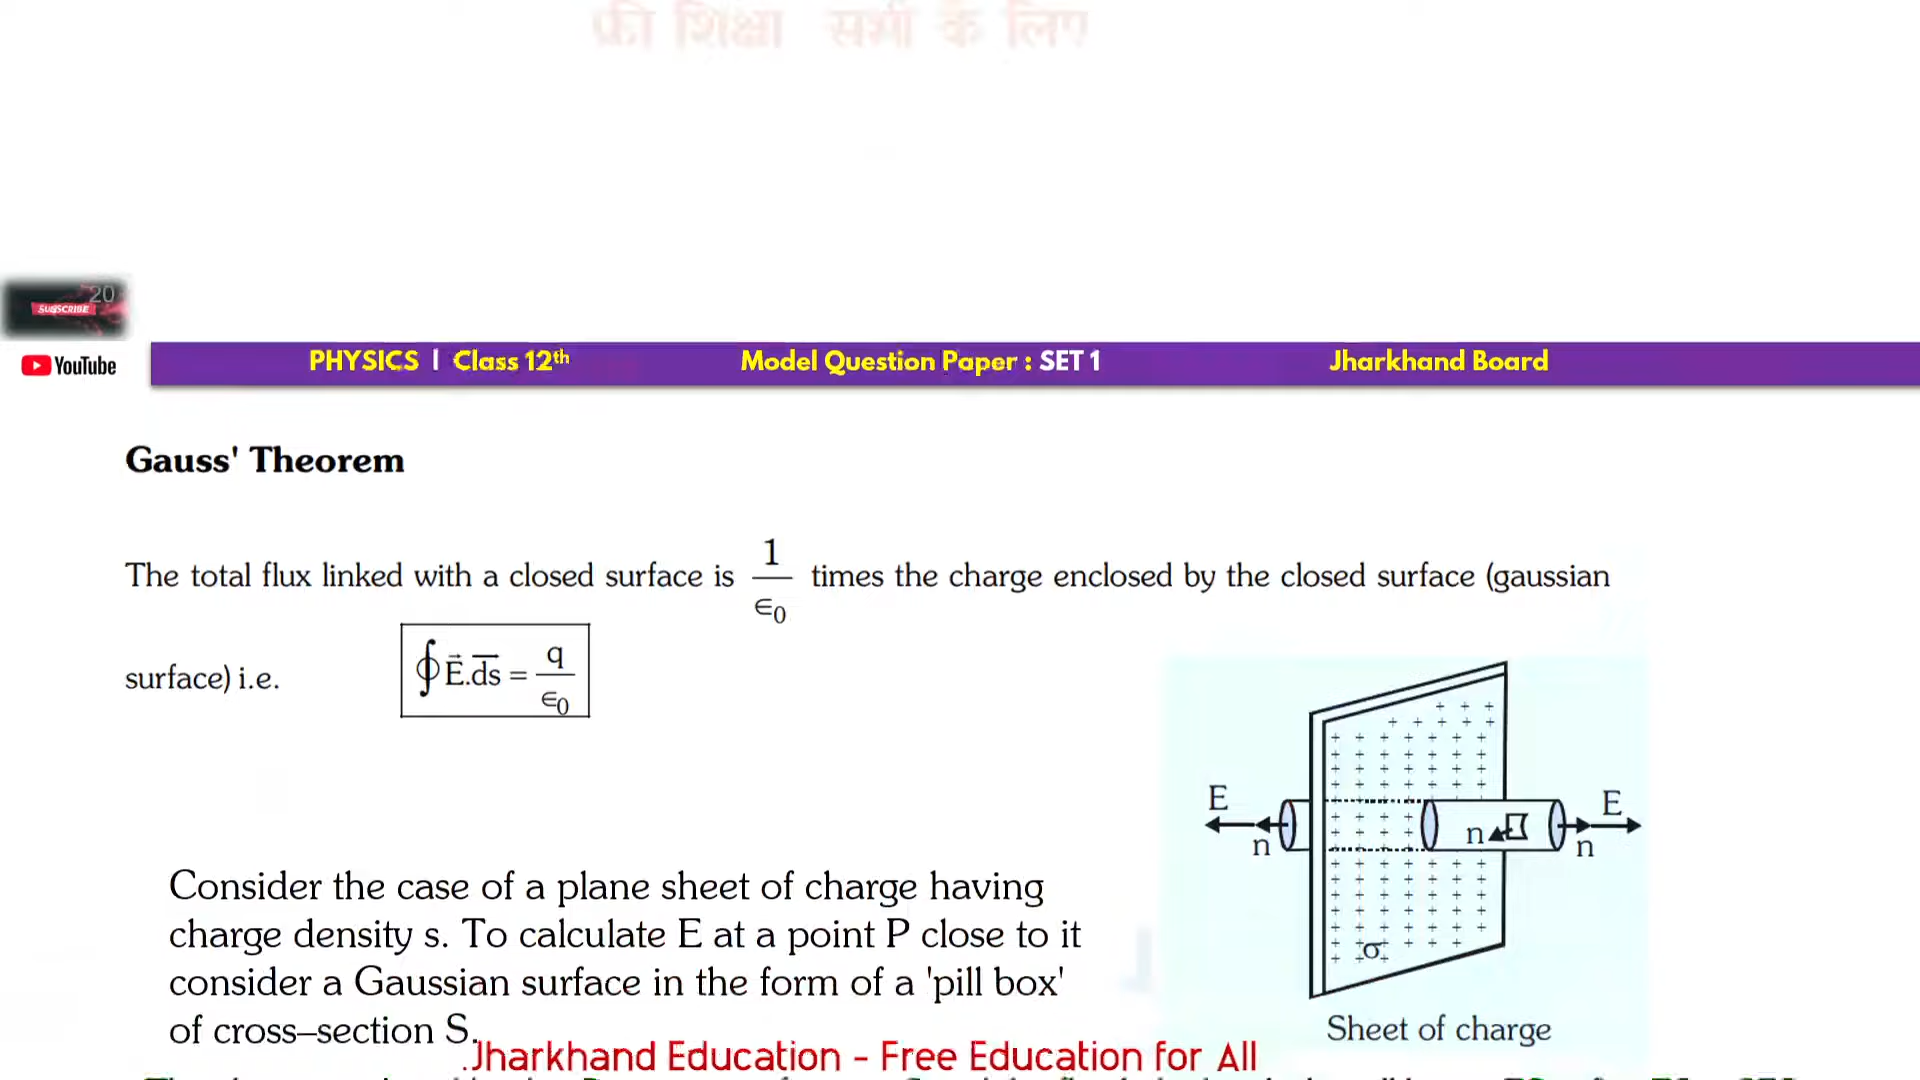 फ्री शिक्षा सभी के लिए
20
SUBSCRIBE
YouTube
PHYSICS | Class 12th Model Question Paper : SET 1 Jharkhand Board
Gauss' Theorem
The total flux linked with a closed surface is 1/∈0 times the charge enclosed by the closed surface (gaussian
surface) i.e. ∮E⃗.ds⃗ = q/∈0
E
n
n
E
n
σ
Consider the case of a plane sheet of charge having
charge density s. To calculate E at a point P close to it
consider a Gaussian surface in the form of a 'pill box'
of cross–section S.
Sheet of charge
Jharkhand Education - Free Education for All